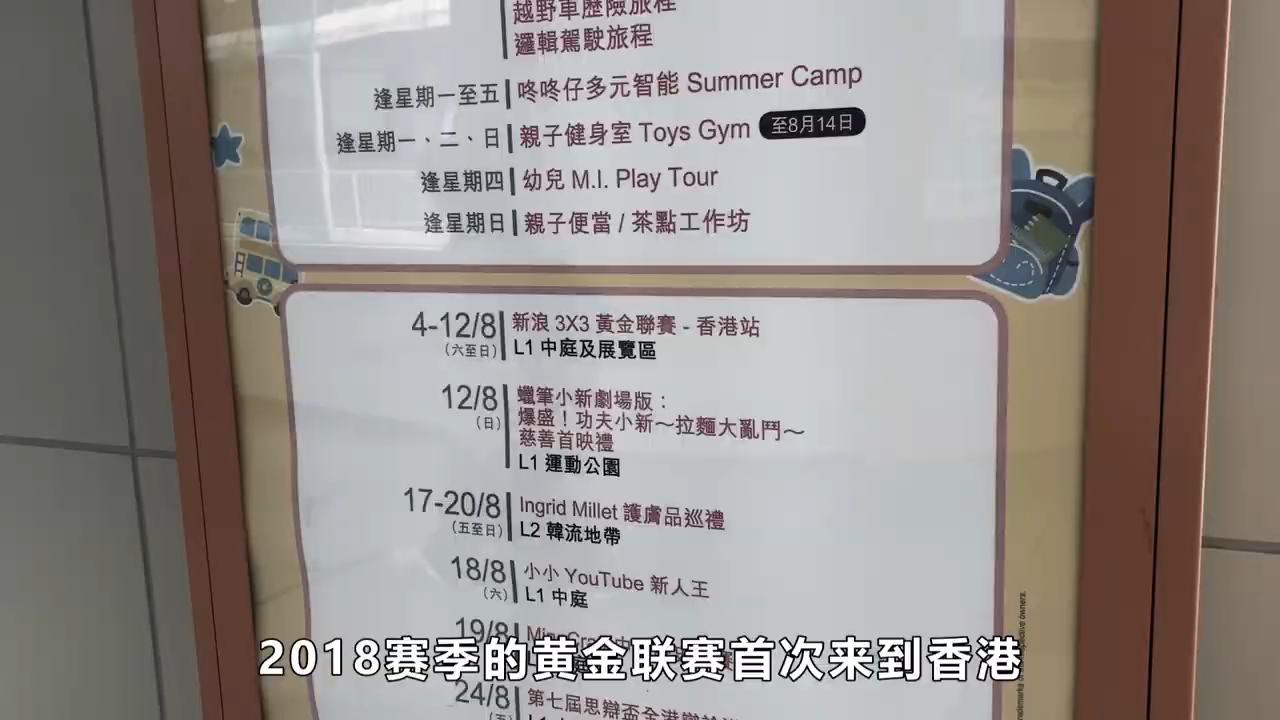 越野車歷險旅程
邏輯駕駛旅程
逢星期一至五 咚咚仔多元智能 Summer Camp
逢星期一、二、日 親子健身室 Toys Gym 至8月14日
逢星期四 幼兒 M.I. Play Tour
逢星期日 親子便當 / 茶點工作坊
4-12/8 新浪 3X3 黃金聯賽 - 香港站
(六至日) L1 中庭及展覽區
12/8 蠟筆小新劇場版：
(日) 爆盛！功夫小新～拉麵大亂鬥～
慈善首映禮
L1 運動公園
17-20/8 Ingrid Millet 護膚品巡禮
(五至日) L2 韓流地帶
18/8 小小 YouTube 新人王
(六) L1 中庭
19/8
2018赛季的黄金联赛首次来到香港
24/8 第七屆思辯盃全港辯論